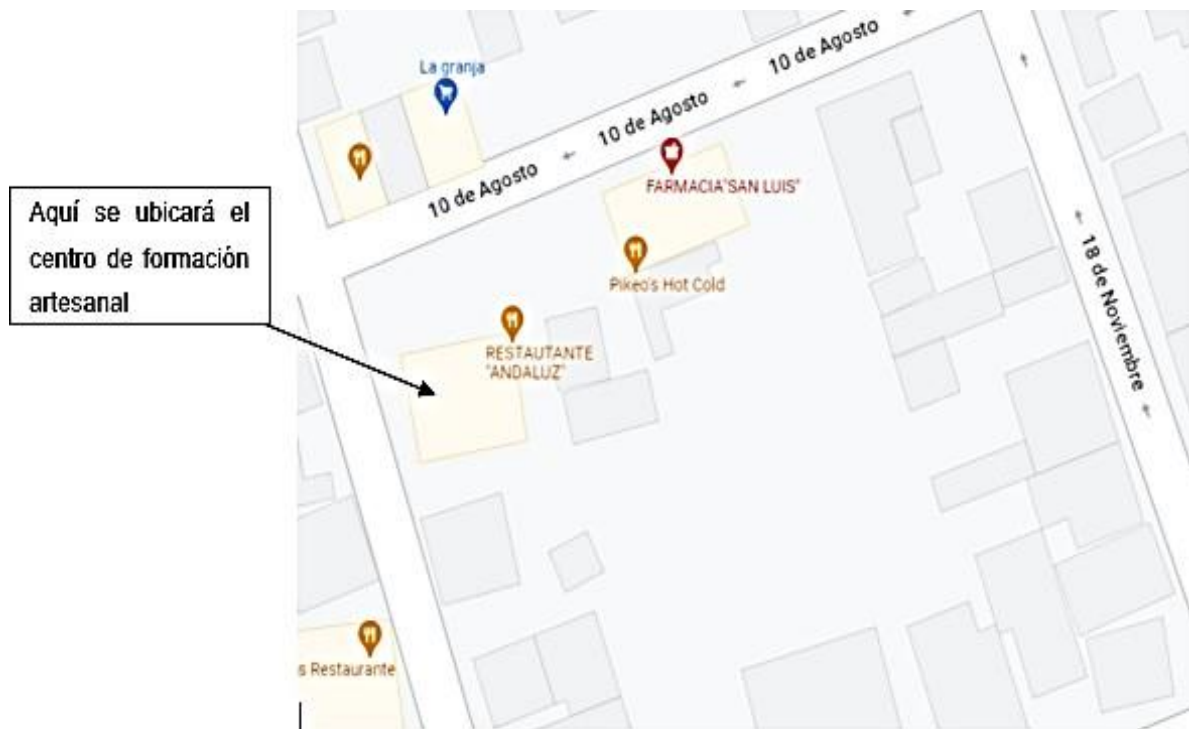 Aquí se ubicará el
centro de formación
artesanal
La granja
10 de Agosto
10 de Agosto
10 de Agosto
FARMACIA"SAN LUIS"
Pikeo's Hot Cold
RESTAUTANTE
"ANDALUZ"
18 de Noviembre
s Restaurante